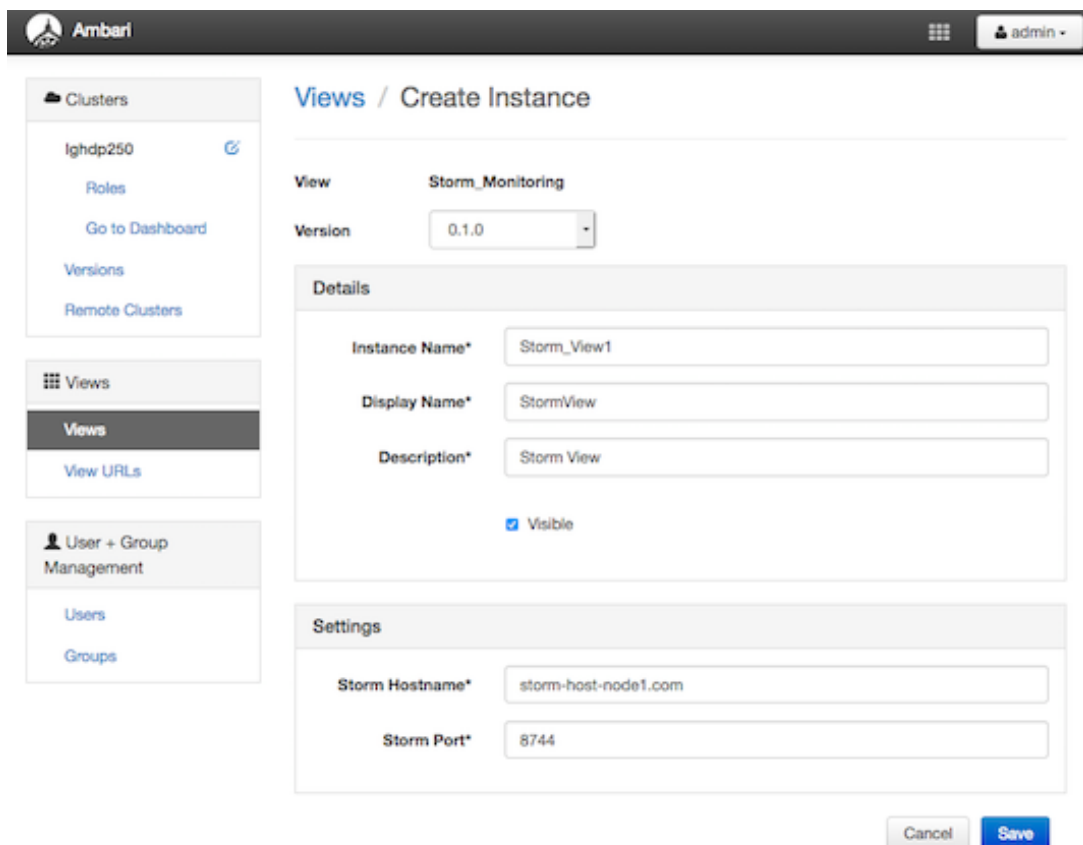 Ambari
admin
Clusters
lghdp250
Roles
Go to Dashboard
Versions
Remote Clusters
Views
Views
View URLs
User + Group
Management
Users
Groups
Views / Create Instance
View Storm_Monitoring
Version 0.1.0
Details
Instance Name* Storm_View1
Display Name* StormView
Description* Storm View
Visible
Settings
Storm Hostname* storm-host-node1.com
Storm Port* 8744
Cancel Save